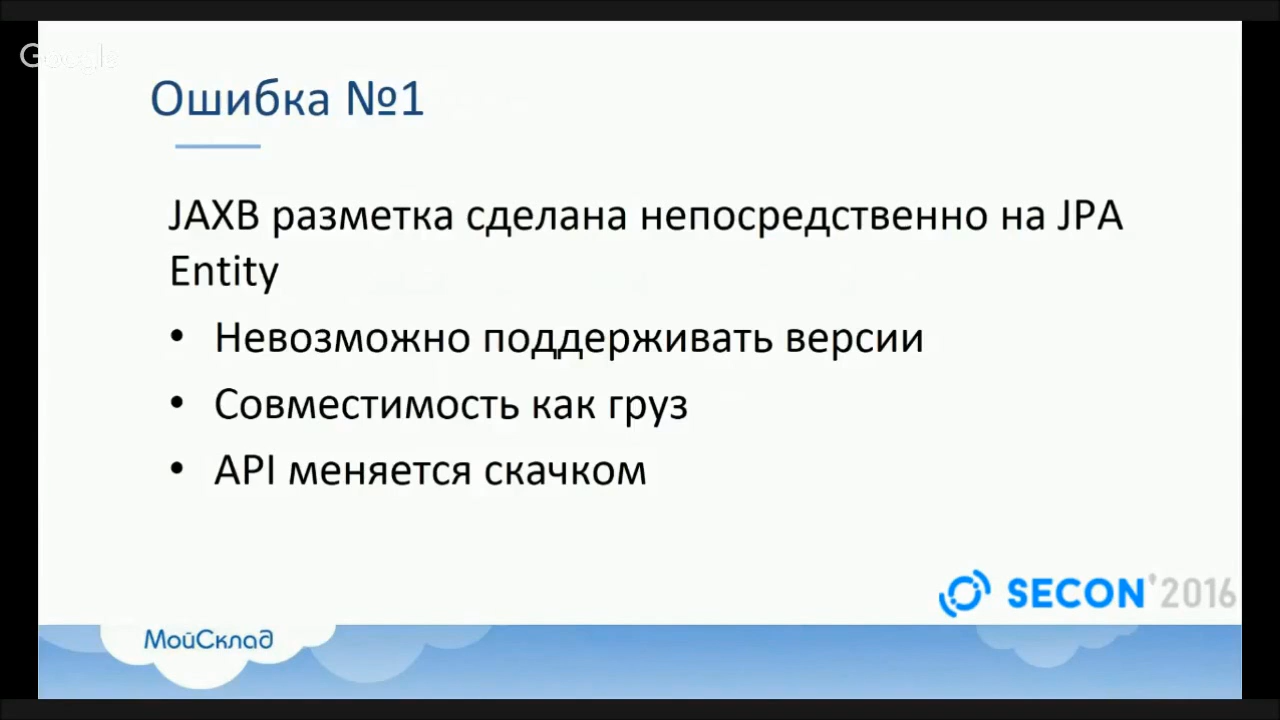 Google
Ошибка №1
JAXB разметка сделана непосредственно на JPA
Entity
• Невозможно поддерживать версии
• Совместимость как груз
• API меняется скачком
SECON'2016
МойСклад